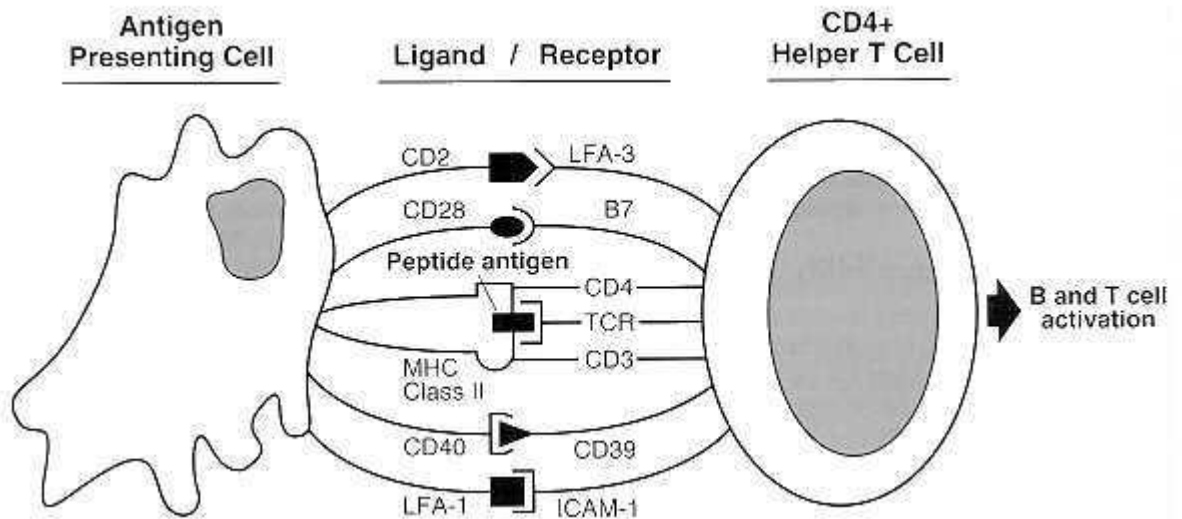 Antigen
Presenting Cell
Ligand / Receptor
CD4+
Helper T Cell
CD2
LFA-3
CD28
B7
Peptide antigen
CD4
TCR
CD3
MHC
Class II
CD40
CD39
LFA-1
ICAM-1
B and T cell
activation